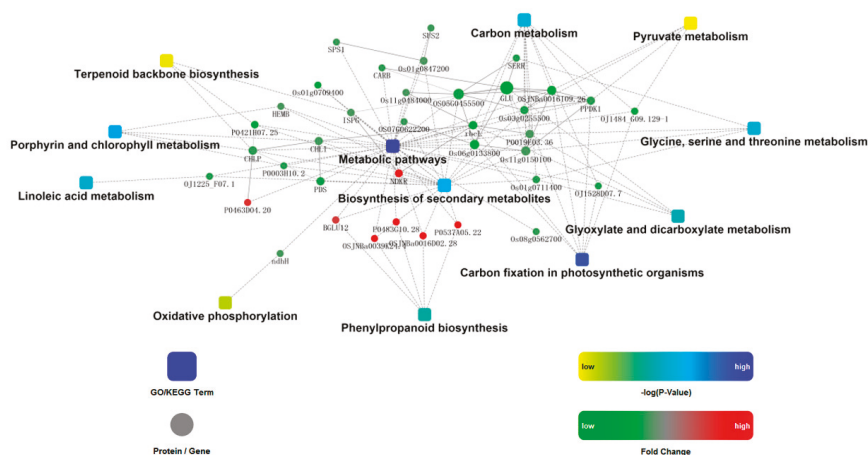 SUS2
Carbon metabolism
Pyruvate metabolism
SPS1
Os01g0847200
SERR
Terpenoid backbone biosynthesis
CARB
Os01g0709400
Os11g0484000
OS05G0455500
GLU
OSJNBa0016I09.26
PPDK1
HEMB
ISPG
Os03g0255500
OJ1484_G09.129-1
P0421H07.25
OS07G0622200
rbcL
P0019E03.36
Glycine, serine and threonine metabolism
Porphyrin and chlorophyll metabolism
CHLI
Metabolic pathways
Os06g0133800
Os11g0150100
CHLP
P0003H10.2
NDKR
Linoleic acid metabolism
OJ1225_F07.1
PDS
Biosynthesis of secondary metabolites
Os01g0711400
OJ1528D07.7
P0463D04.20
BGLU12
P0483G10.28
P0537A05.22
Glyoxylate and dicarboxylate metabolism
OSJNBa0016D02.28
Os08g0562700
ndhH
Carbon fixation in photosynthetic organisms
Oxidative phosphorylation
Phenylpropanoid biosynthesis
low
high
GO/KEGG Term
-log(P-Value)
low
high
Protein / Gene
Fold Change